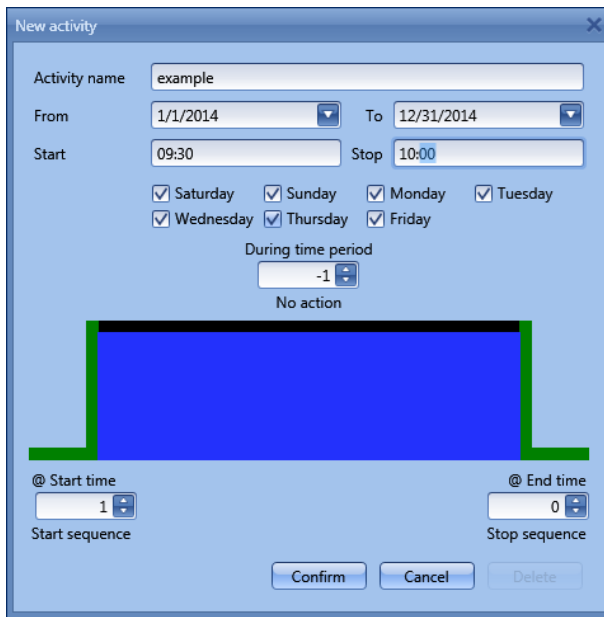 New activity
Activity name example
From 1/1/2014 To 12/31/2014
Start 09:30 Stop 10:00
Saturday Sunday Monday Tuesday
Wednesday Thursday Friday
During time period
-1
No action
@ Start time @ End time
1 0
Start sequence Stop sequence
Confirm Cancel Delete